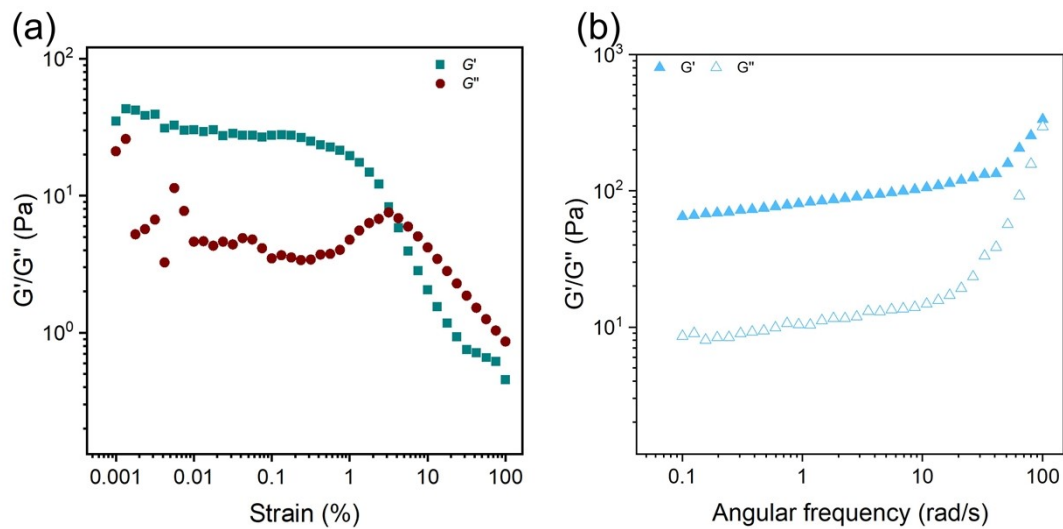 (a)
G'/G" (Pa)
10²
10¹
10⁰
G'
G"
0.001
0.01
0.1
1
10
100
Strain (%)
(b)
G'/G" (Pa)
10³
10²
10¹
G' G"
0.1
1
10
100
Angular frequency (rad/s)